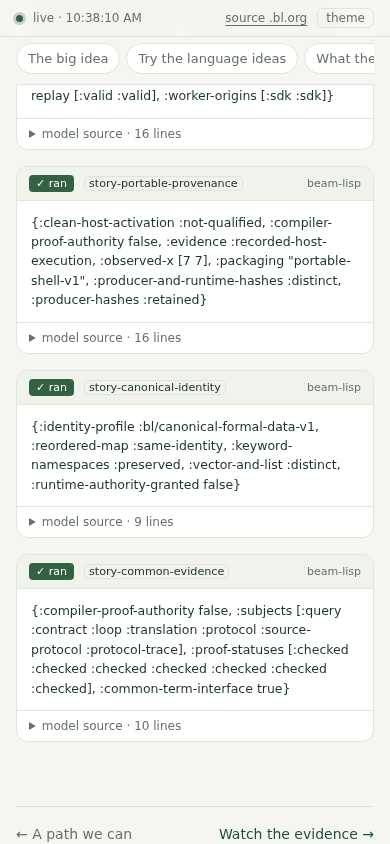 live · 10:38:10 AM source .bl.org theme
The big idea Try the language ideas What the
replay [:valid :valid], :worker-origins [:sdk :sdk]}
▶ model source · 16 lines
✓ ran story-portable-provenance beam-lisp
{:clean-host-activation :not-qualified, :compiler-
proof-authority false, :evidence :recorded-host-
execution, :observed-x [7 7], :packaging "portable-
shell-v1", :producer-and-runtime-hashes :distinct,
:producer-hashes :retained}
▶ model source · 16 lines
✓ ran story-canonical-identity beam-lisp
{:identity-profile :bl/canonical-formal-data-v1,
:reordered-map :same-identity, :keyword-
namespaces :preserved, :vector-and-list :distinct,
:runtime-authority-granted false}
▶ model source · 9 lines
✓ ran story-common-evidence beam-lisp
{:compiler-proof-authority false, :subjects [:query
:contract :loop :translation :protocol :source-
protocol :protocol-trace], :proof-statuses [:checked
:checked :checked :checked :checked :checked
:checked], :common-term-interface true}
▶ model source · 10 lines
← A path we can Watch the evidence →